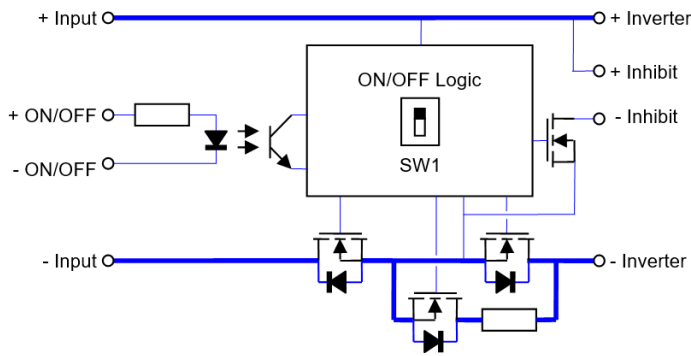 + Input
+ Inverter
+ Inhibit
ON/OFF Logic
+ ON/OFF
- Inhibit
SW1
- ON/OFF
- Input
- Inverter